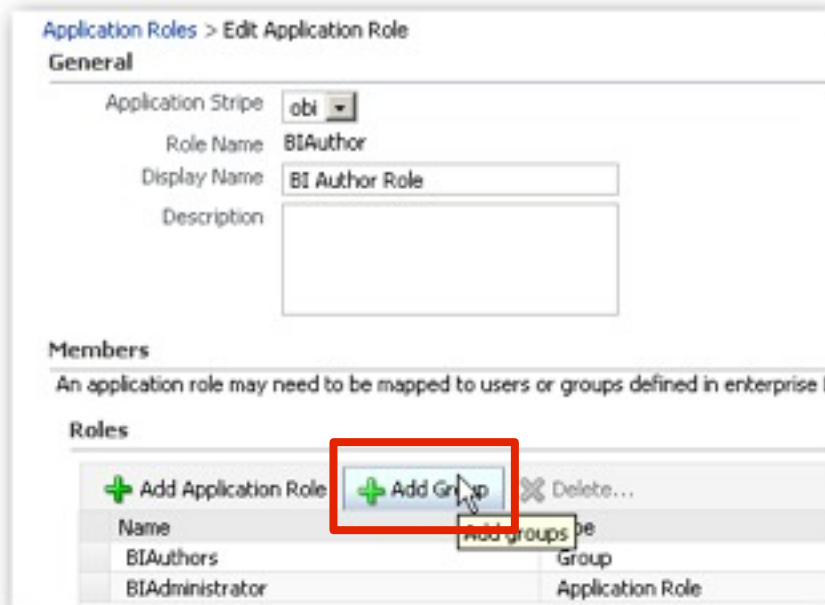 Application Roles > Edit Application Role
General
Application Stripe obi
Role Name BIAuthor
Display Name BI Author Role
Description
Members
An application role may need to be mapped to users or groups defined in enterprise
Roles
Add Application Role Add Group Delete...
Name
Add groups
BIAuthors Group
BIAdministrator Application Role